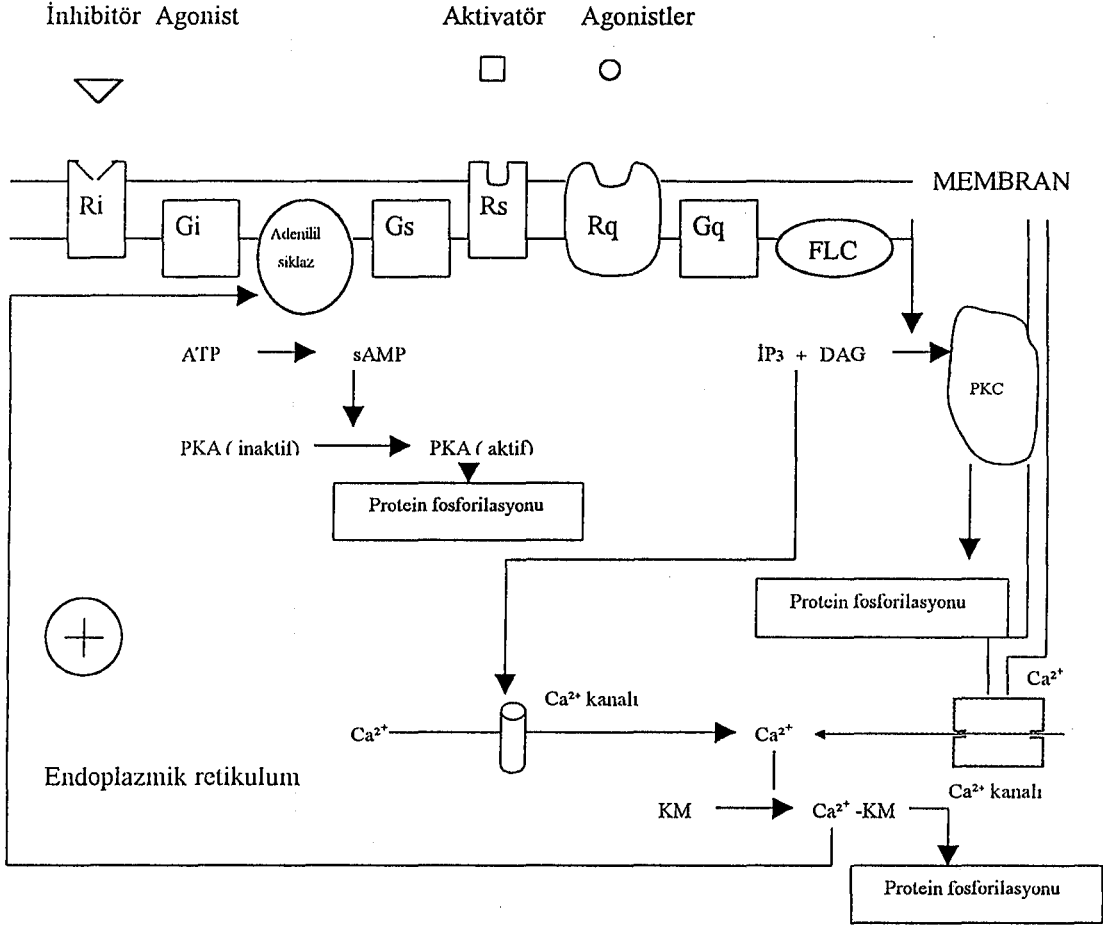 İnhibitör Agonist
Aktivatör Agonistler
MEMBRAN
Ri
Gi
Adenilil
siklaz
Gs
Rs
Rq
Gq
FLC
ATP
sAMP
İP3 + DAG
PKC
PKA ( inaktif)
PKA ( aktif)
Protein fosforilasyonu
Protein fosforilasyonu
Ca²⁺
Ca²⁺ kanalı
Ca²⁺
Ca²⁺
Endoplazmik retikulum
Ca²⁺ kanalı
KM
Ca²⁺ -KM
Protein fosforilasyonu